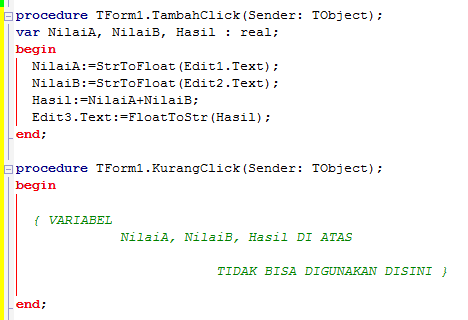 procedure TForm1.TambahClick(Sender: TObject);
var NilaiA, NilaiB, Hasil : real;
begin
NilaiA:=StrToFloat(Edit1.Text);
NilaiB:=StrToFloat(Edit2.Text);
Hasil:=NilaiA+NilaiB;
Edit3.Text:=FloatToStr(Hasil);
end;
procedure TForm1.KurangClick(Sender: TObject);
begin
{ VARIABEL
NilaiA, NilaiB, Hasil DI ATAS
TIDAK BISA DIGUNAKAN DISINI }
end;